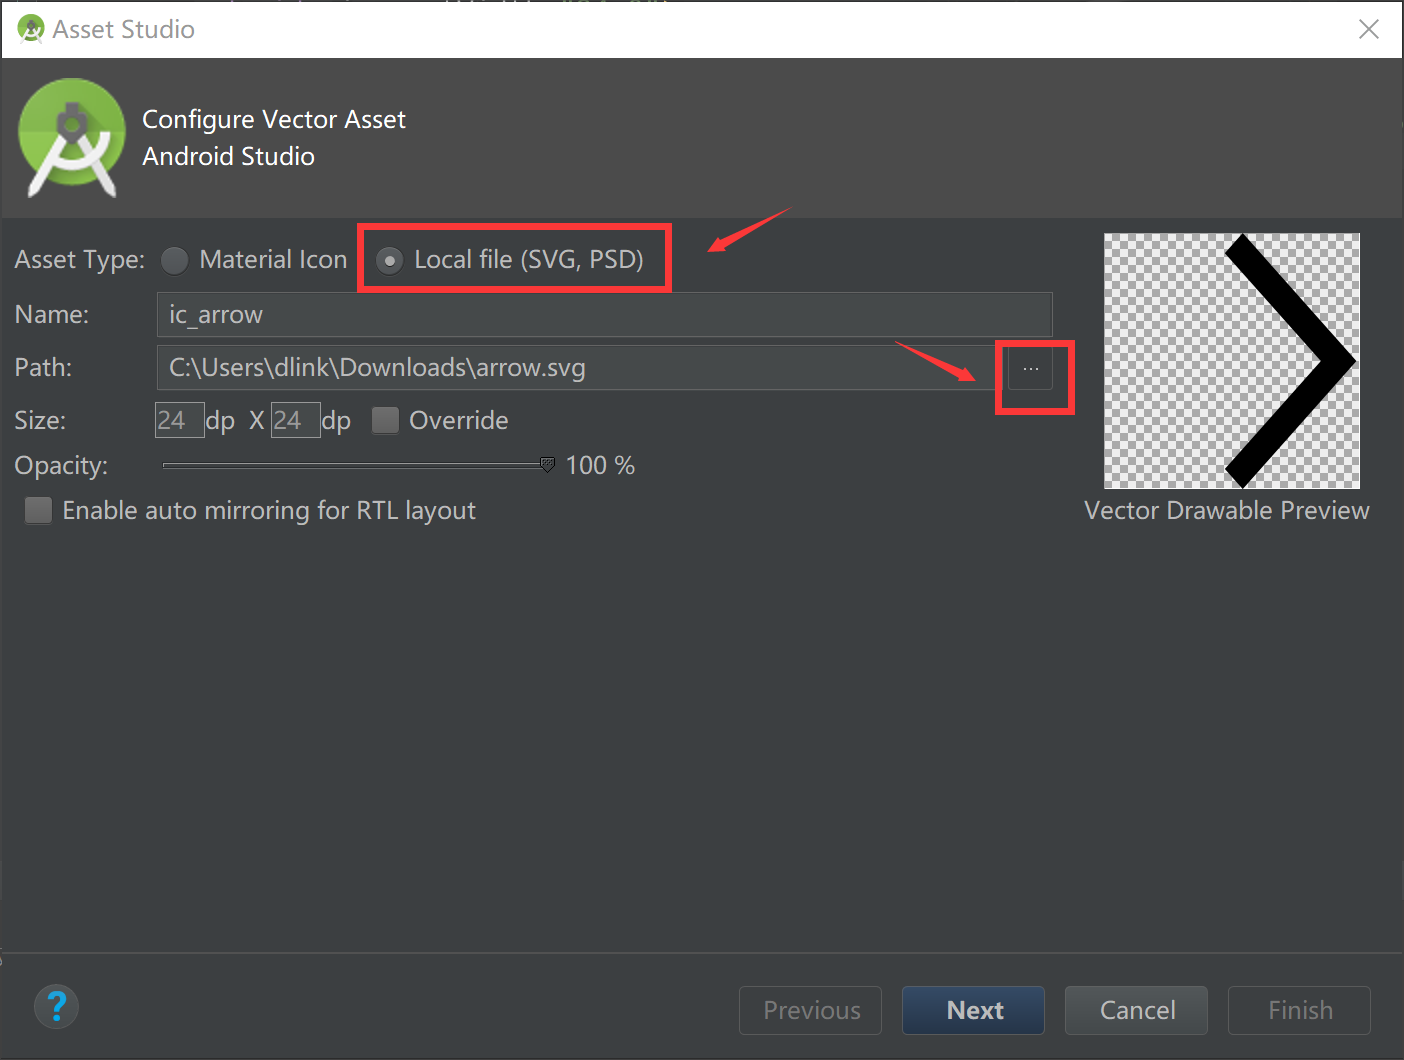 Asset Studio
Configure Vector Asset
Android Studio
Asset Type: Material Icon Local file (SVG, PSD)
Name: ic_arrow
Path: C:\Users\dlink\Downloads\arrow.svg ...
Size: 24 dp X 24 dp Override
Opacity: 100 %
Enable auto mirroring for RTL layout
Vector Drawable Preview
? Previous Next Cancel Finish